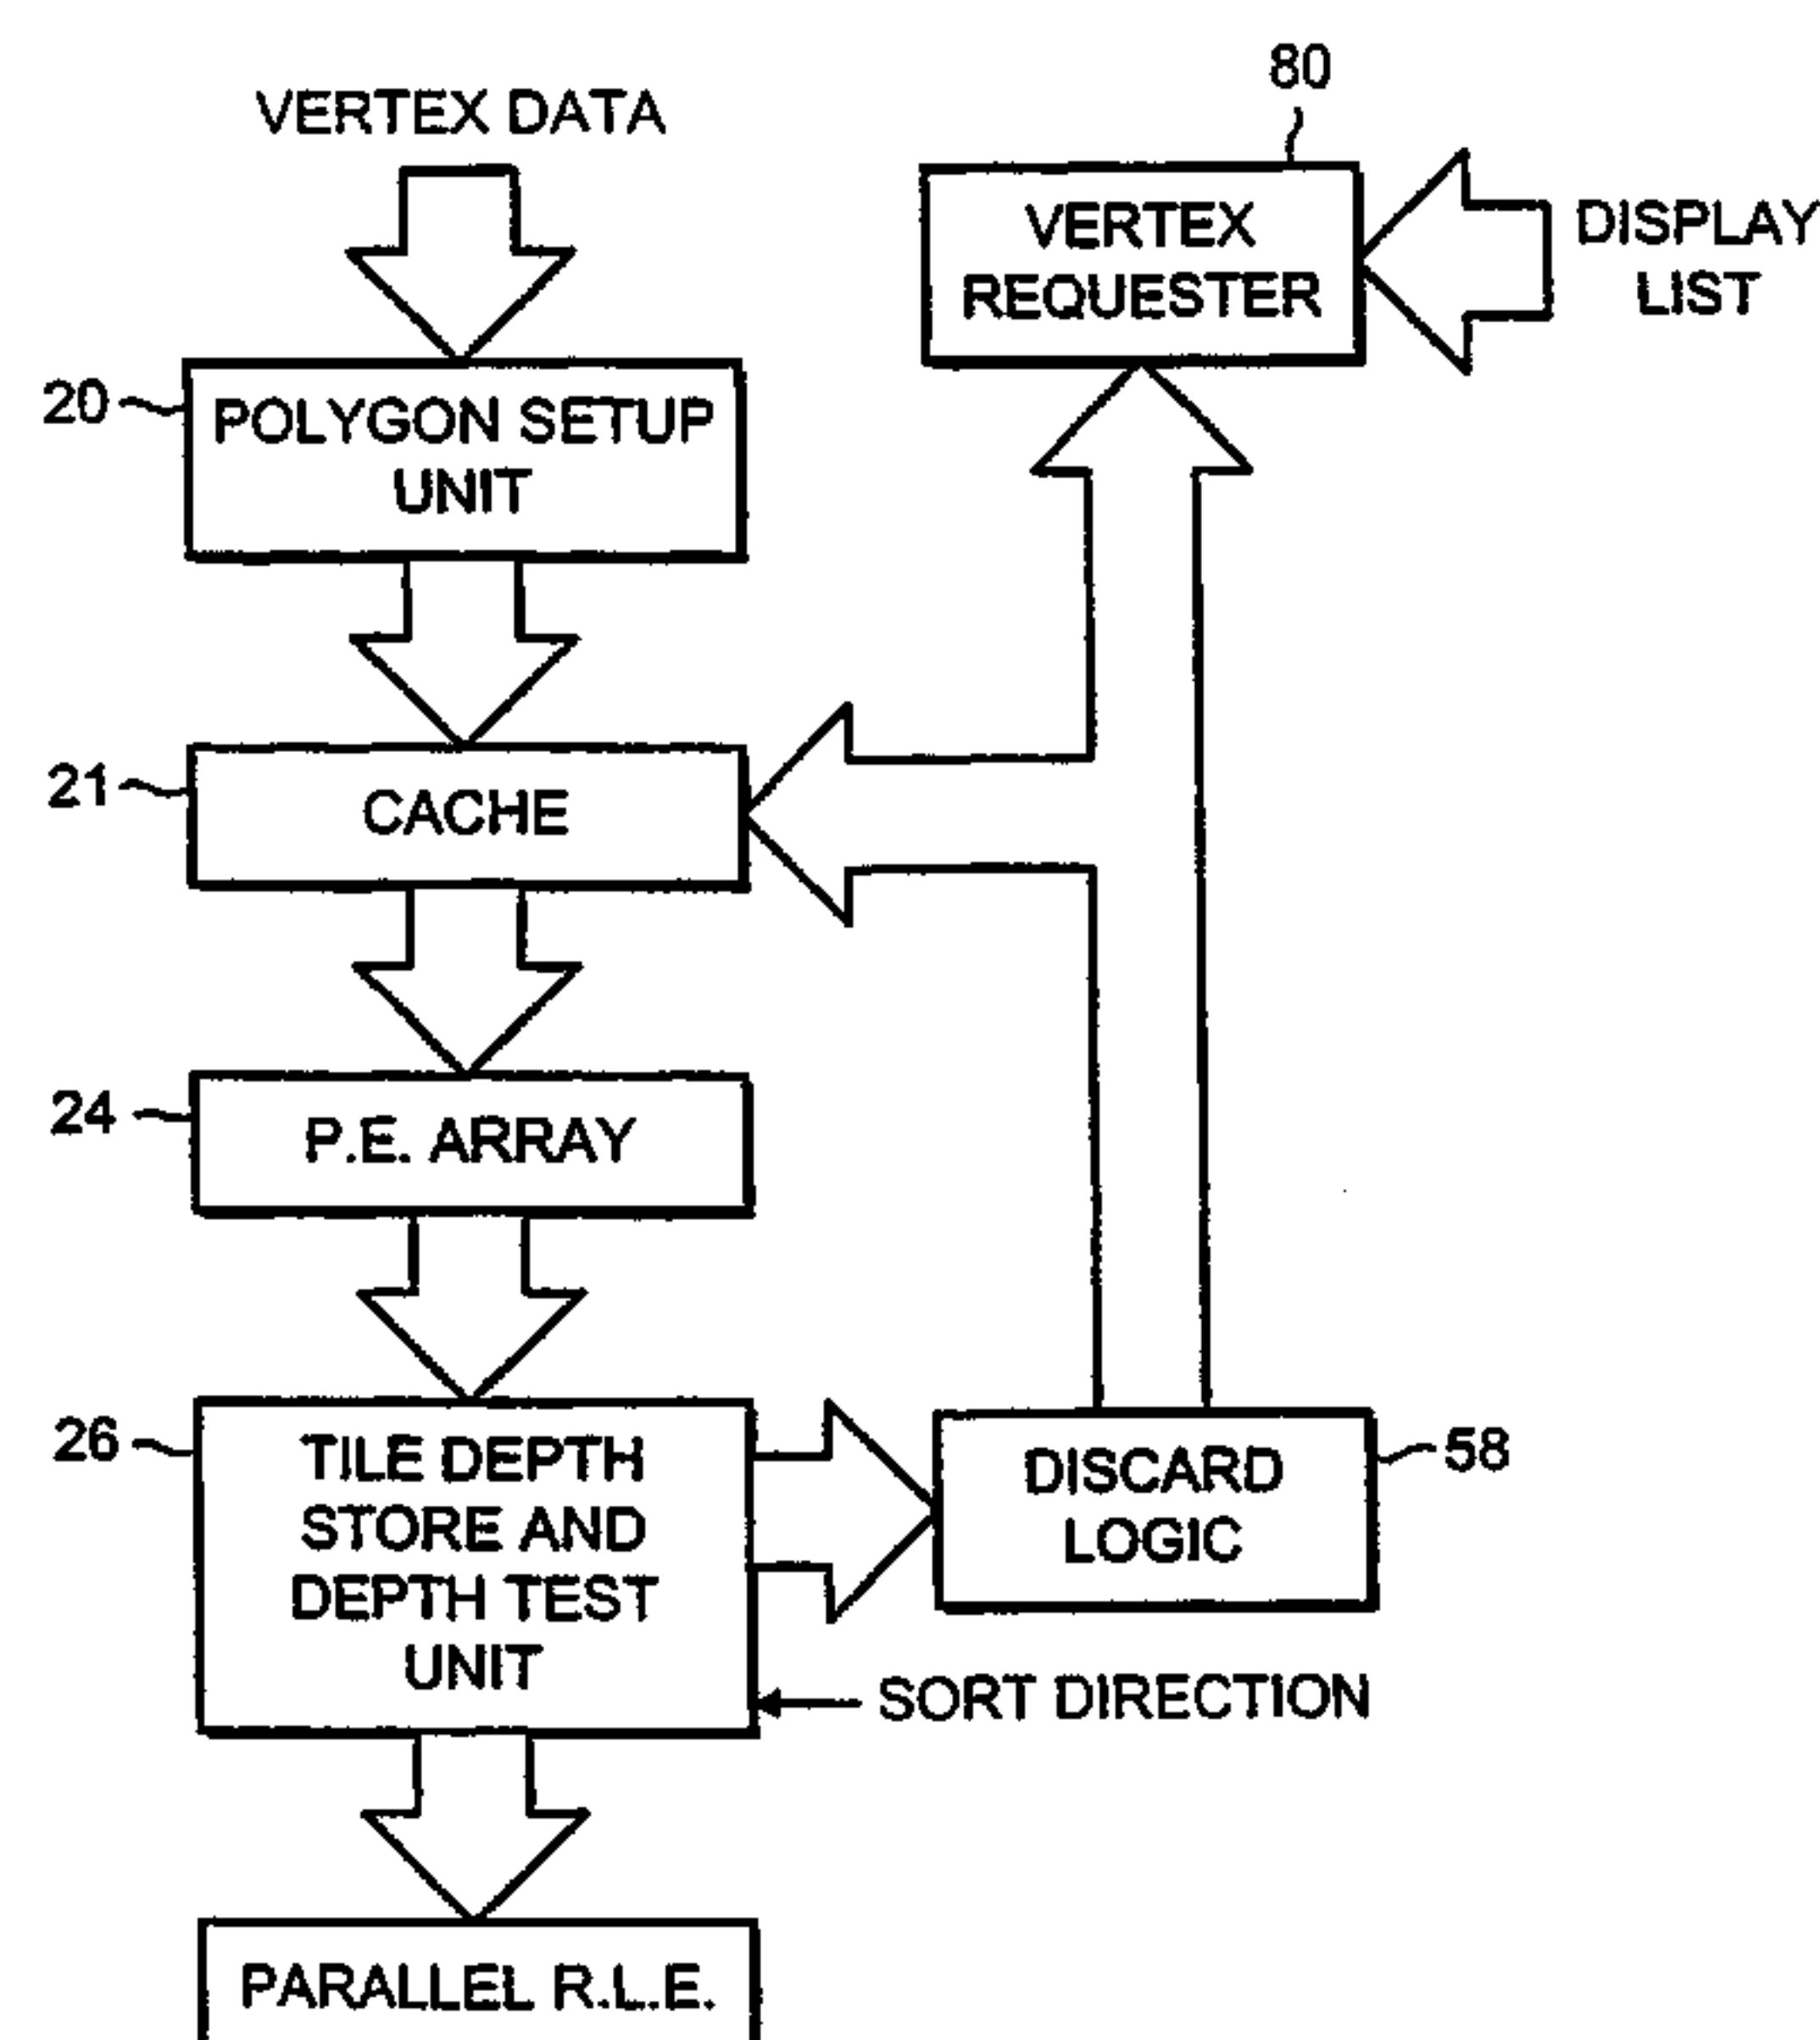 VERTEX DATA
80
VERTEX
REQUESTER
DISPLAY
LIST
20
POLYGON SETUP
UNIT
21
CACHE
24
P.E. ARRAY
26
TILE DEPTH
STORE AND
DEPTH TEST
UNIT
DISCARD
LOGIC
58
SORT DIRECTION
PARALLEL R.L.E.